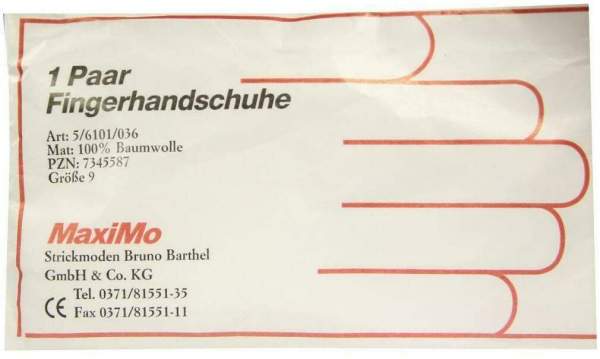 1 Paar
Fingerhandschuhe
Art: 5/6101/036
Mat: 100% Baumwolle
PZN: 7345587
Größe 9
MaxiMo
Strickmoden Bruno Barthel
GmbH & Co. KG
Tel. 0371/81551-35
CE Fax 0371/81551-11